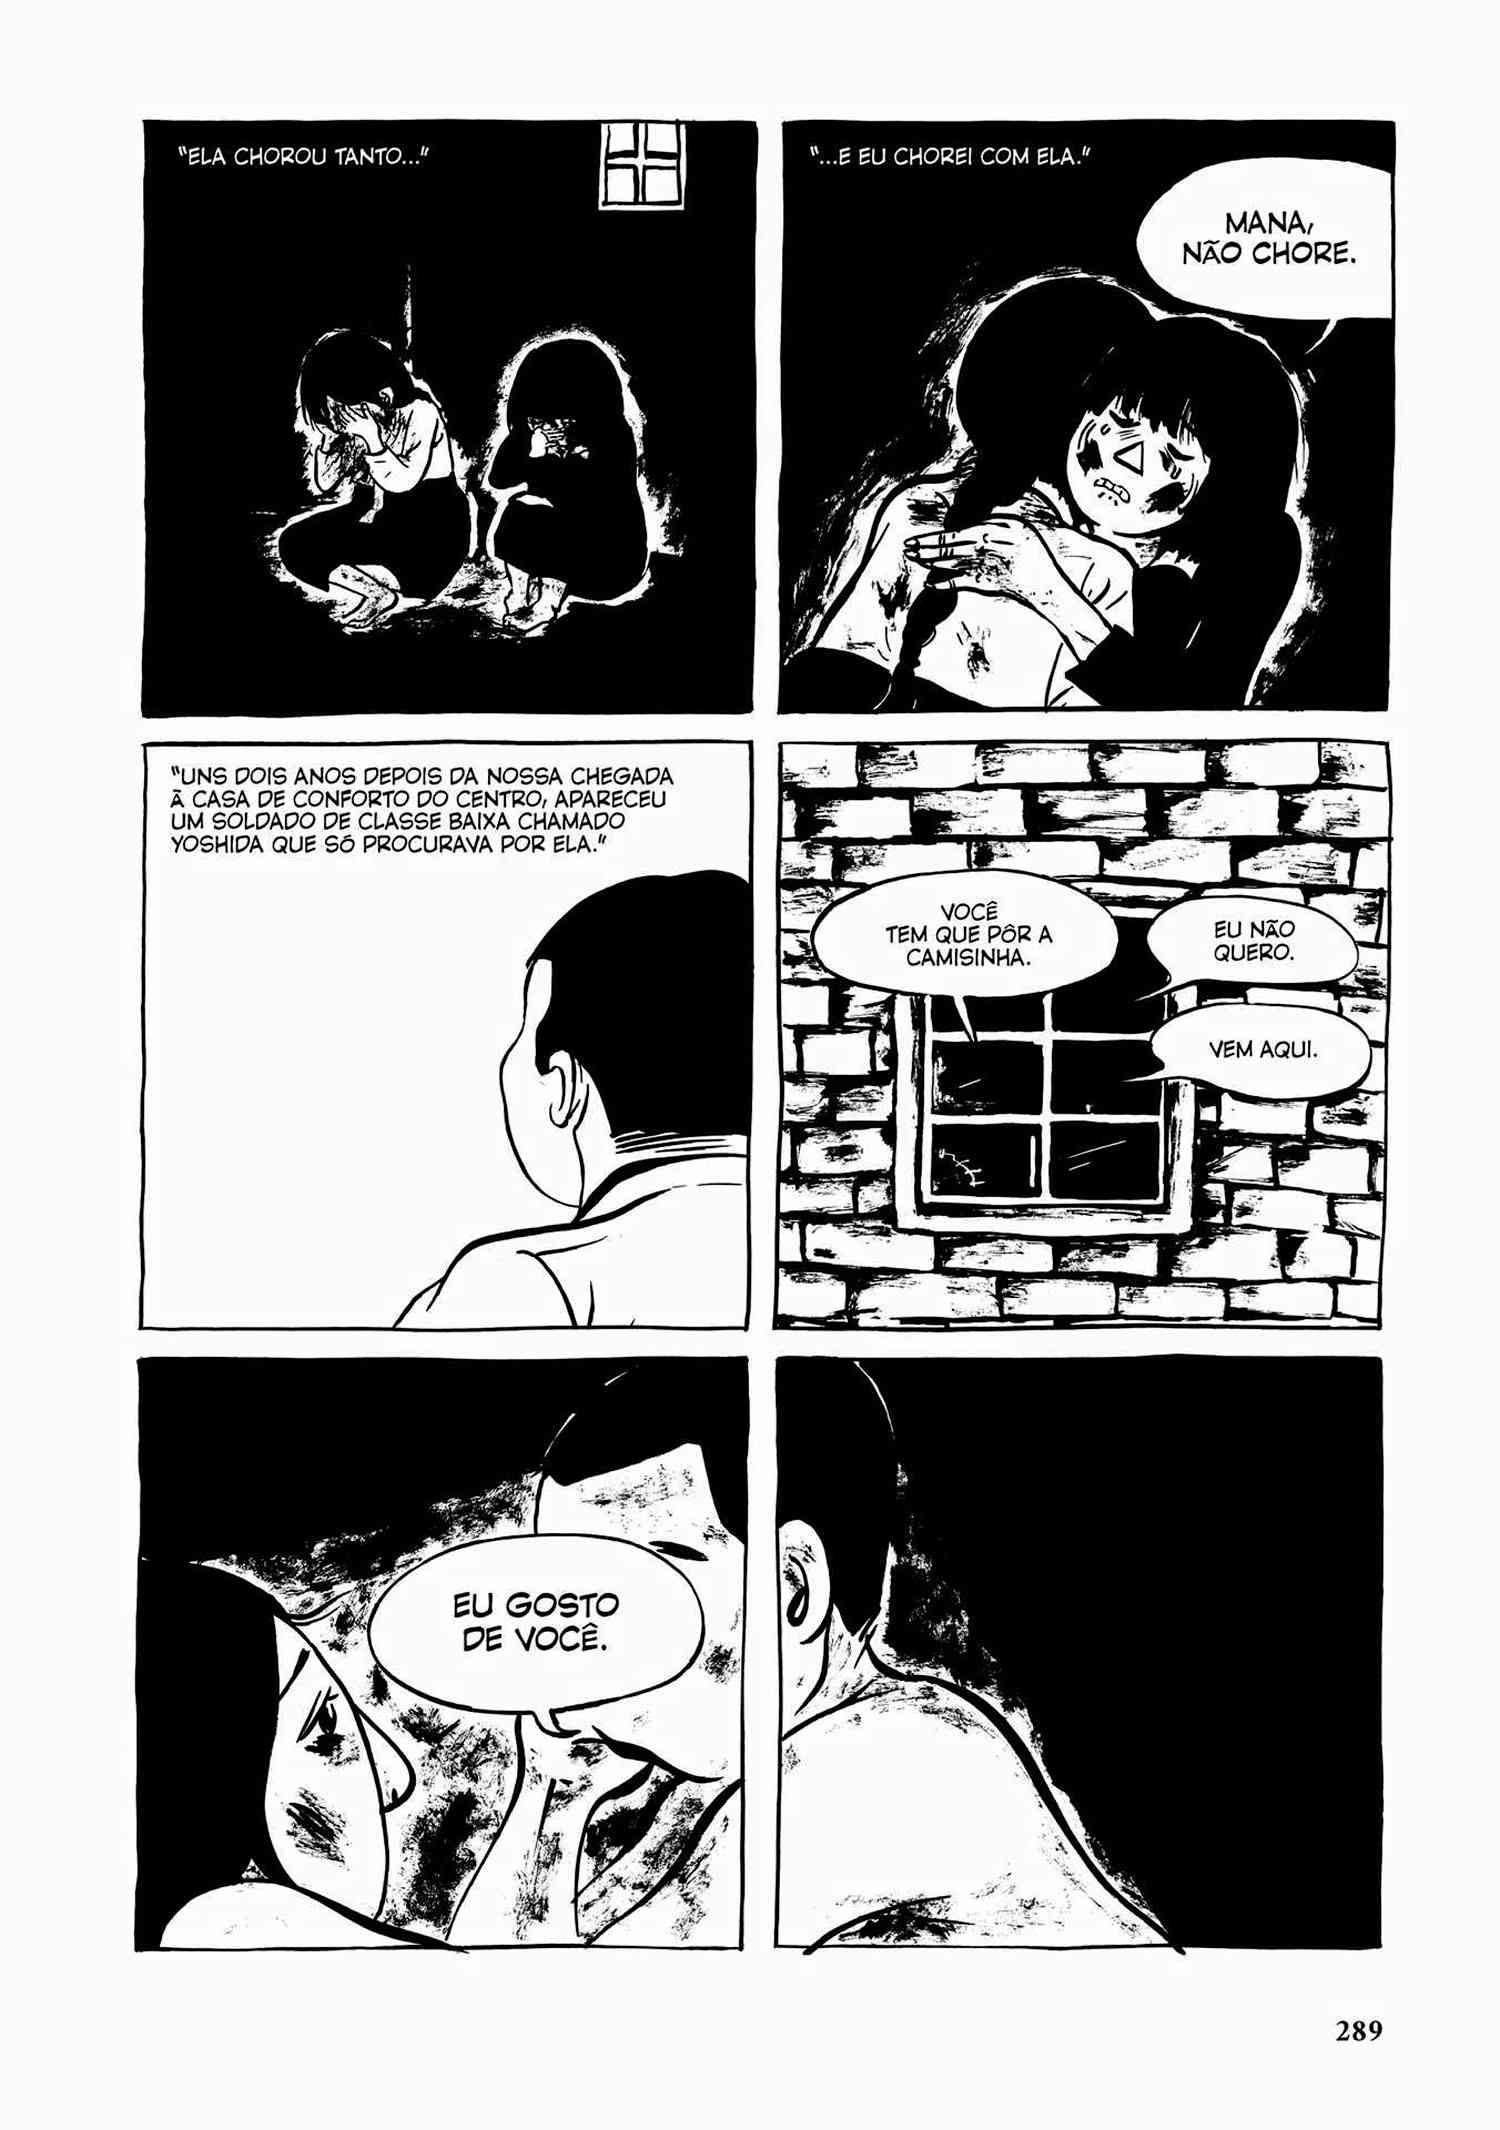 "ELA CHOROU TANTO..."
"...E EU CHOREI COM ELA."
MANA,
NÃO CHORE.
"UNS DOIS ANOS DEPOIS DA NOSSA CHEGADA
À CASA DE CONFORTO DO CENTRO, APARECEU
UM SOLDADO DE CLASSE BAIXA CHAMADO
YOSHIDA QUE SÓ PROCURAVA POR ELA."
VOCÊ
TEM QUE PÔR A
CAMISINHA.
EU NÃO
QUERO.
VEM AQUI.
EU GOSTO
DE VOCÊ.
289